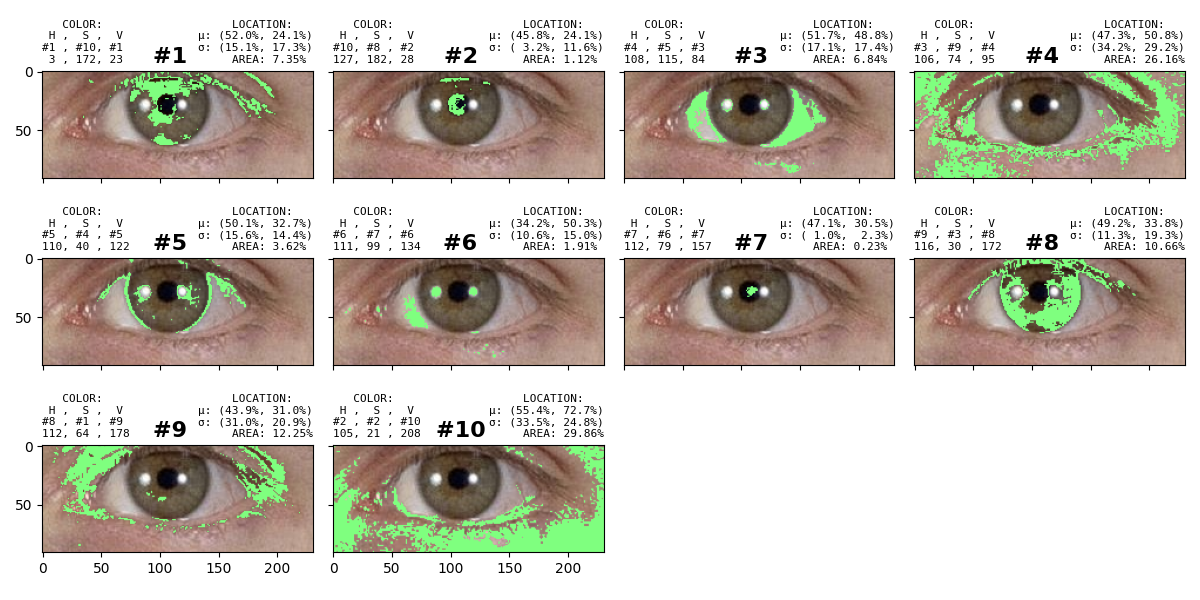 COLOR: LOCATION:
H , S , V μ: (52.0%, 24.1%)
#1 , #10, #1 σ: (15.1%, 17.3%)
3 , 172, 23 #1 AREA: 7.35%
COLOR: LOCATION:
H , S , V μ: (45.8%, 24.1%)
#10, #8 , #2 σ: ( 3.2%, 11.6%)
127, 182, 28 #2 AREA: 1.12%
COLOR: LOCATION:
H , S , V μ: (51.7%, 48.8%)
#4 , #5 , #3 σ: (17.1%, 17.4%)
108, 115, 84 #3 AREA: 6.84%
COLOR: LOCATION:
H , S , V μ: (47.3%, 50.8%)
#3 , #9 , #4 σ: (34.2%, 29.2%)
106, 74 , 95 #4 AREA: 26.16%
0
50
COLOR: LOCATION:
H , S , V μ: (50.1%, 32.7%)
#5 , #4 , #5 σ: (15.6%, 14.4%)
110, 40 , 122 #5 AREA: 3.62%
COLOR: LOCATION:
H , S , V μ: (34.2%, 50.3%)
#6 , #7 , #6 σ: (10.6%, 15.0%)
111, 99 , 134 #6 AREA: 1.91%
COLOR: LOCATION:
H , S , V μ: (47.1%, 30.5%)
#7 , #6 , #7 σ: ( 1.0%, 2.3%)
112, 79 , 157 #7 AREA: 0.23%
COLOR: LOCATION:
H , S , V μ: (49.2%, 33.8%)
#9 , #3 , #8 σ: (11.3%, 19.3%)
116, 30 , 172 #8 AREA: 10.66%
0
50
COLOR: LOCATION:
H , S , V μ: (43.9%, 31.0%)
#8 , #1 , #9 σ: (31.0%, 20.9%)
112, 64 , 178 #9 AREA: 12.25%
COLOR: LOCATION:
H , S , V μ: (55.4%, 72.7%)
#2 , #2 , #10 σ: (33.5%, 24.8%)
105, 21 , 208 #10 AREA: 29.86%
0
50
0 50 100 150 200
0 50 100 150 200